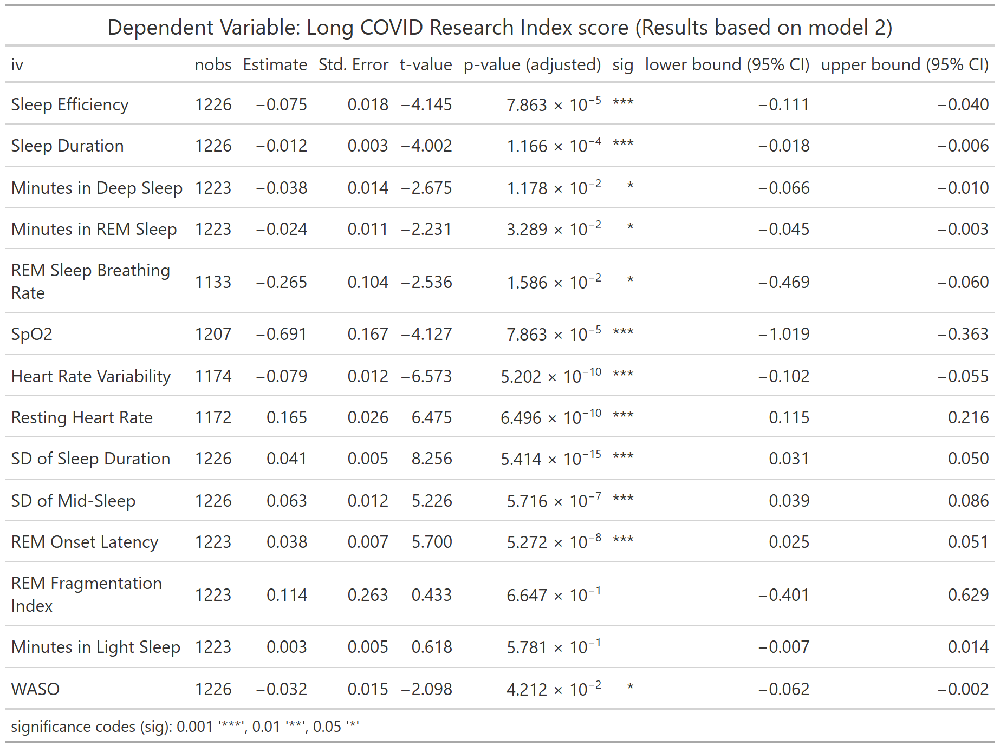 Dependent Variable: Long COVID Research Index score (Results based on model 2)
iv nobs Estimate Std. Error t-value p-value (adjusted) sig lower bound (95% CI) upper bound (95% CI)
Sleep Efficiency 1226 −0.075 0.018 −4.145 7.863 × 10⁻⁵ *** −0.111 −0.040
Sleep Duration 1226 −0.012 0.003 −4.002 1.166 × 10⁻⁴ *** −0.018 −0.006
Minutes in Deep Sleep 1223 −0.038 0.014 −2.675 1.178 × 10⁻² * −0.066 −0.010
Minutes in REM Sleep 1223 −0.024 0.011 −2.231 3.289 × 10⁻² * −0.045 −0.003
REM Sleep Breathing
Rate 1133 −0.265 0.104 −2.536 1.586 × 10⁻² * −0.469 −0.060
SpO2 1207 −0.691 0.167 −4.127 7.863 × 10⁻⁵ *** −1.019 −0.363
Heart Rate Variability 1174 −0.079 0.012 −6.573 5.202 × 10⁻¹⁰ *** −0.102 −0.055
Resting Heart Rate 1172 0.165 0.026 6.475 6.496 × 10⁻¹⁰ *** 0.115 0.216
SD of Sleep Duration 1226 0.041 0.005 8.256 5.414 × 10⁻¹⁵ *** 0.031 0.050
SD of Mid-Sleep 1226 0.063 0.012 5.226 5.716 × 10⁻⁷ *** 0.039 0.086
REM Onset Latency 1223 0.038 0.007 5.700 5.272 × 10⁻⁸ *** 0.025 0.051
REM Fragmentation
Index 1223 0.114 0.263 0.433 6.647 × 10⁻¹ −0.401 0.629
Minutes in Light Sleep 1223 0.003 0.005 0.618 5.781 × 10⁻¹ −0.007 0.014
WASO 1226 −0.032 0.015 −2.098 4.212 × 10⁻² * −0.062 −0.002
significance codes (sig): 0.001 '***', 0.01 '**', 0.05 '*'